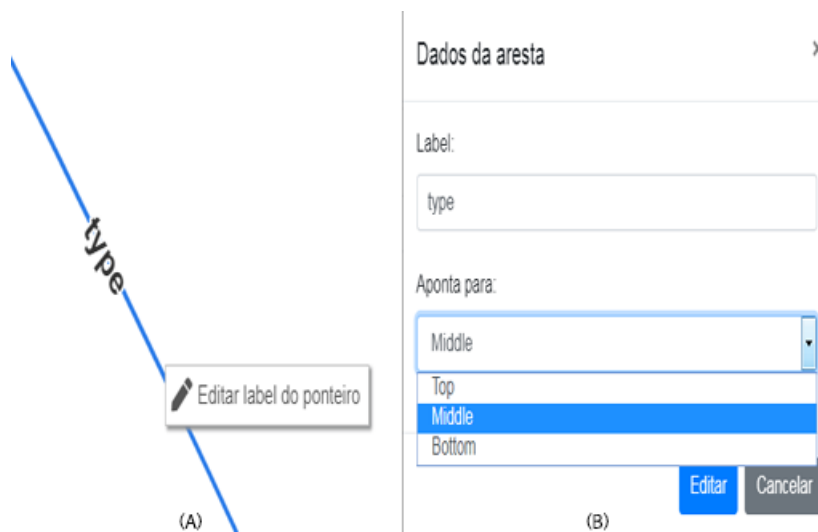 type
Editar label do ponteiro
(A)
Dados da aresta
Label:
type
Aponta para:
Middle
Top
Middle
Bottom
Editar
Cancelar
(B)